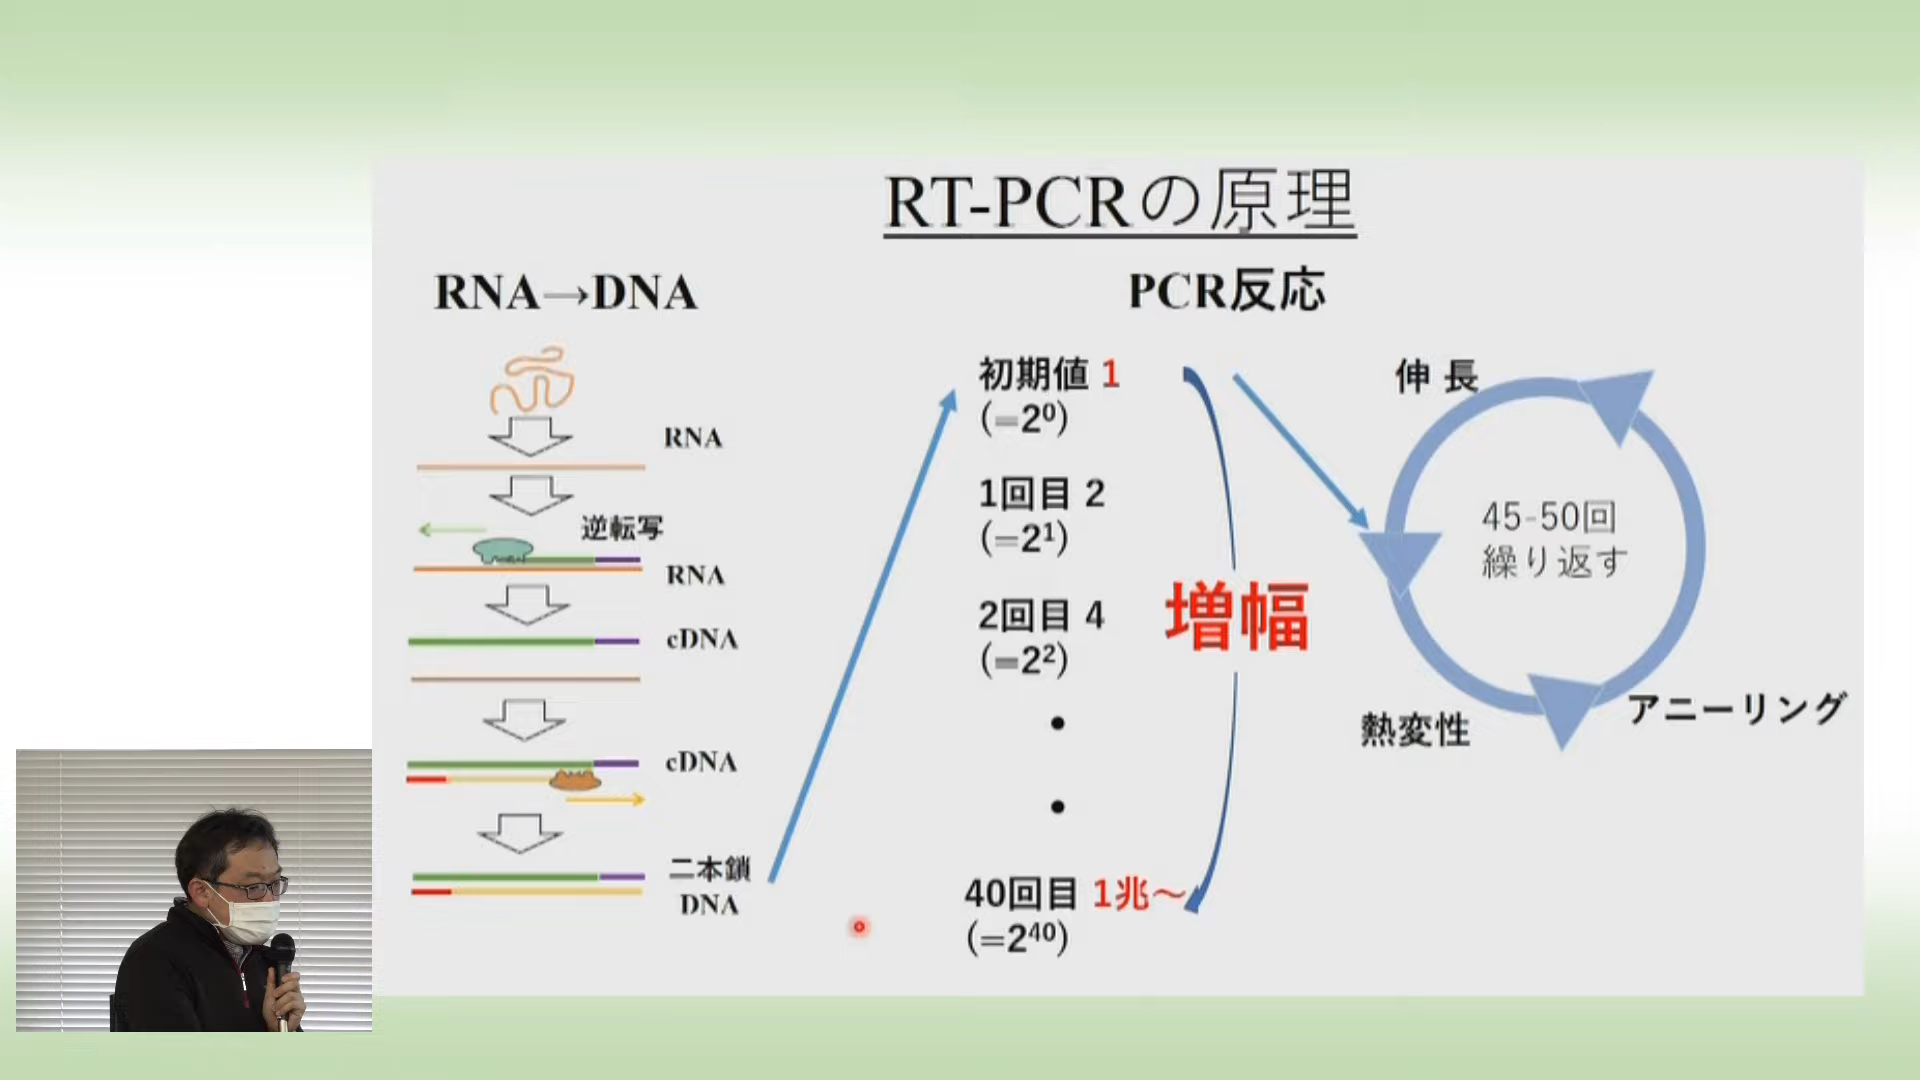 RT-PCRの原理
RNA→DNA
RNA
逆転写
RNA
cDNA
cDNA
二本鎖
DNA
PCR反応
初期値 1
(=2⁰)
1回目 2
(=2¹)
2回目 4
(=2²)
・
・
40回目 1兆～
(=2⁴⁰)
増幅
伸 長
45-50回
繰り返す
熱変性
アニーリング